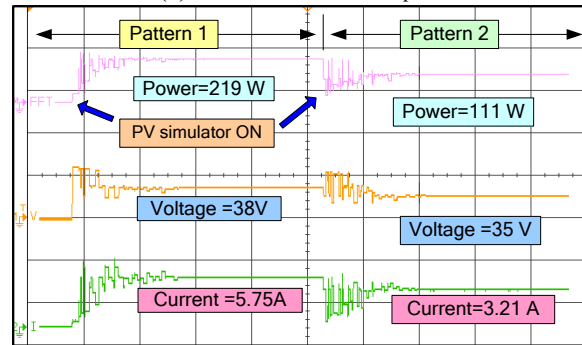 Pattern 1
Pattern 2
Power=219 W
FFT
Power=111 W
PV simulator ON
V
Voltage =38V
Voltage =35 V
Current =5.75A
Current=3.21 A
I